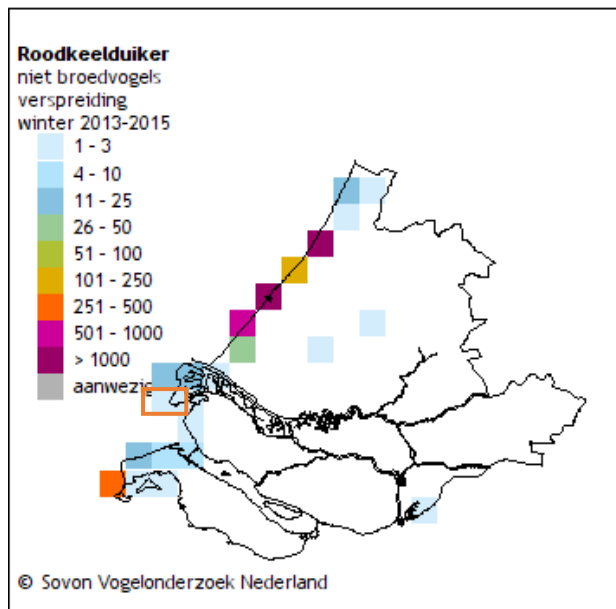 Roodkeelduiker
niet broedvogels
verspreiding
winter 2013-2015
1 - 3
4 - 10
11 - 25
26 - 50
51 - 100
101 - 250
251 - 500
501 - 1000
> 1000
aanwezig
© Sovon Vogelonderzoek Nederland